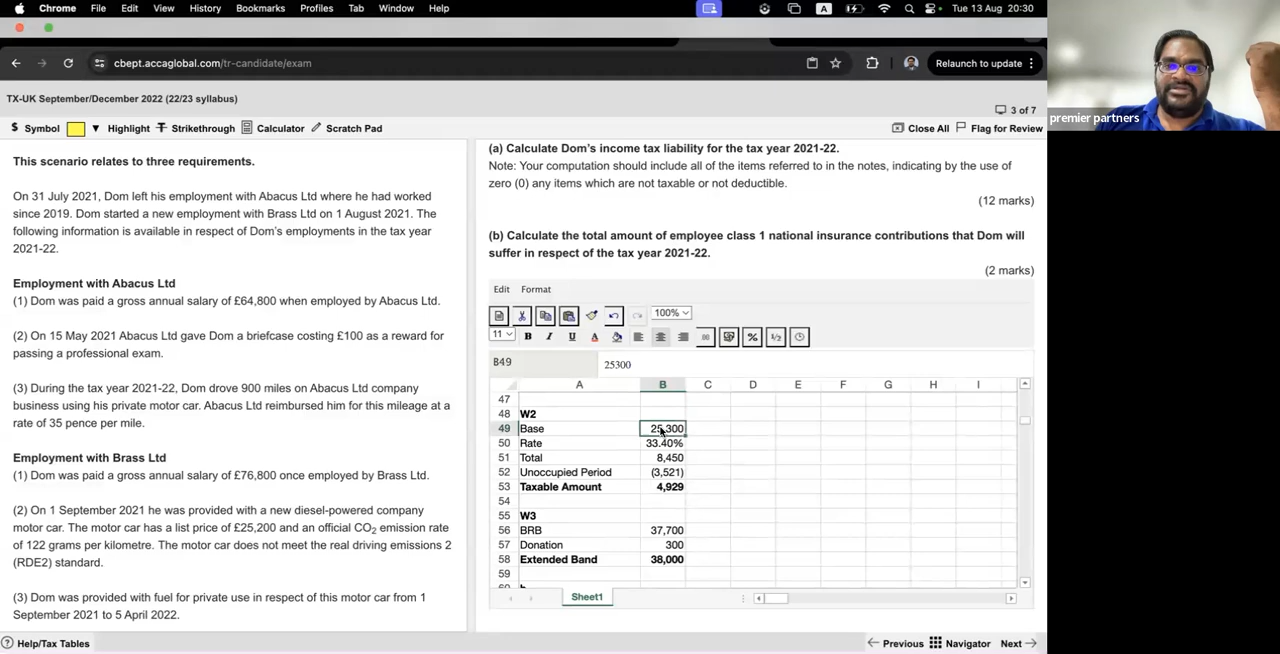 Chrome File Edit View History Bookmarks Profiles Tab Window Help A Tue 13 Aug 20:30
cbept.accaglobal.com/tr-candidate/exam Relaunch to update
TX-UK September/December 2022 (22/23 syllabus) 3 of 7
$ Symbol Highlight T Strikethrough Calculator Scratch Pad Close All Flag for Review
This scenario relates to three requirements.
On 31 July 2021, Dom left his employment with Abacus Ltd where he had worked
since 2019. Dom started a new employment with Brass Ltd on 1 August 2021. The
following information is available in respect of Dom's employments in the tax year
2021-22.
Employment with Abacus Ltd
(1) Dom was paid a gross annual salary of £64,800 when employed by Abacus Ltd.
(2) On 15 May 2021 Abacus Ltd gave Dom a briefcase costing £100 as a reward for
passing a professional exam.
(3) During the tax year 2021-22, Dom drove 900 miles on Abacus Ltd company
business using his private motor car. Abacus Ltd reimbursed him for this mileage at a
rate of 35 pence per mile.
Employment with Brass Ltd
(1) Dom was paid a gross annual salary of £76,800 once employed by Brass Ltd.
(2) On 1 September 2021 he was provided with a new diesel-powered company
motor car. The motor car has a list price of £25,200 and an official CO2 emission rate
of 122 grams per kilometre. The motor car does not meet the real driving emissions 2
(RDE2) standard.
(3) Dom was provided with fuel for private use in respect of this motor car from 1
September 2021 to 5 April 2022.
(a) Calculate Dom's income tax liability for the tax year 2021-22.
Note: Your computation should include all of the items referred to in the notes, indicating by the use of
zero (0) any items which are not taxable or not deductible.
(12 marks)
(b) Calculate the total amount of employee class 1 national insurance contributions that Dom will
suffer in respect of the tax year 2021-22.
(2 marks)
Edit Format
100%
11 B I U A % 1/2
B49 25300
A B C D E F G H I
47
48 W2
49 Base 25,300
50 Rate 33.40%
51 Total 8,450
52 Unoccupied Period (3,521)
53 Taxable Amount 4,929
54
55 W3
56 BRB 37,700
57 Donation 300
58 Extended Band 38,000
59
Sheet1
Help/Tax Tables Previous Navigator Next
premier partners